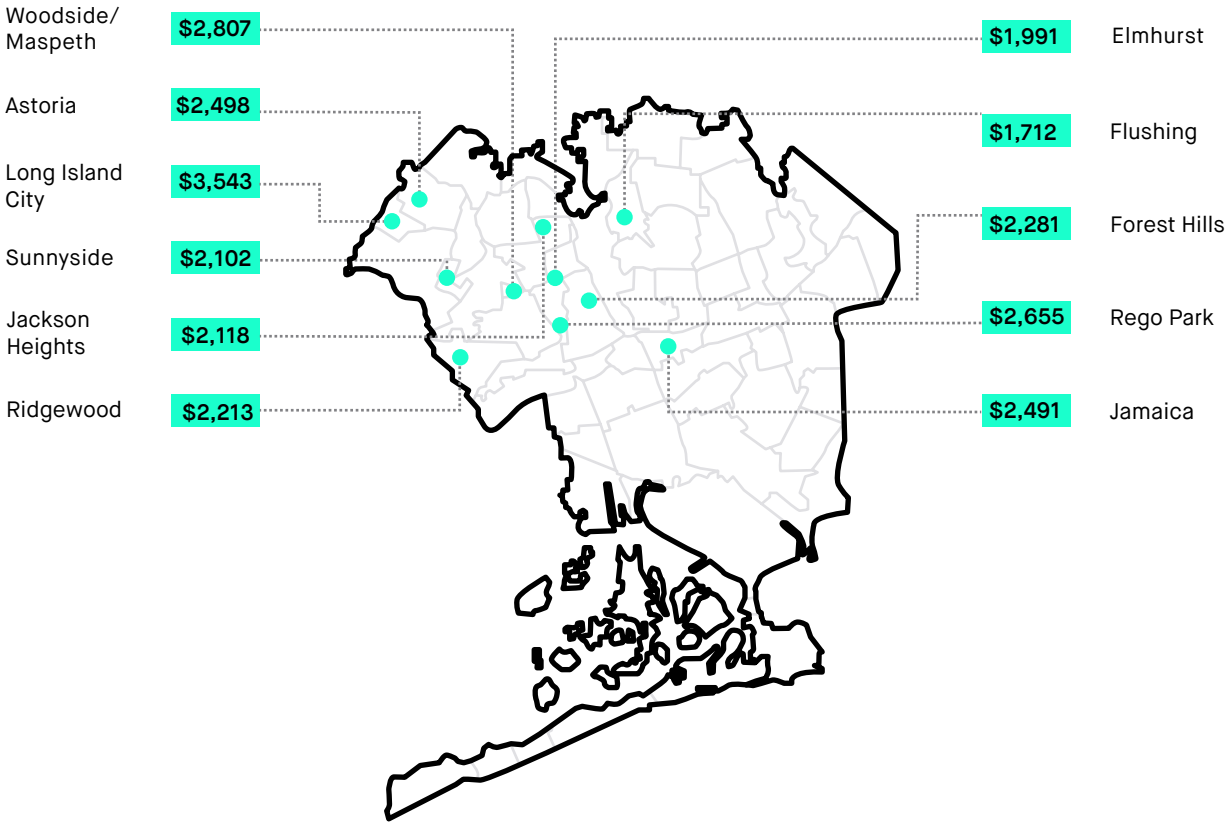 Woodside/
Maspeth
$2,807
Astoria
$2,498
Long Island
City
$3,543
Sunnyside
$2,102
Jackson
Heights
$2,118
Ridgewood
$2,213
$1,991
Elmhurst
$1,712
Flushing
$2,281
Forest Hills
$2,655
Rego Park
$2,491
Jamaica